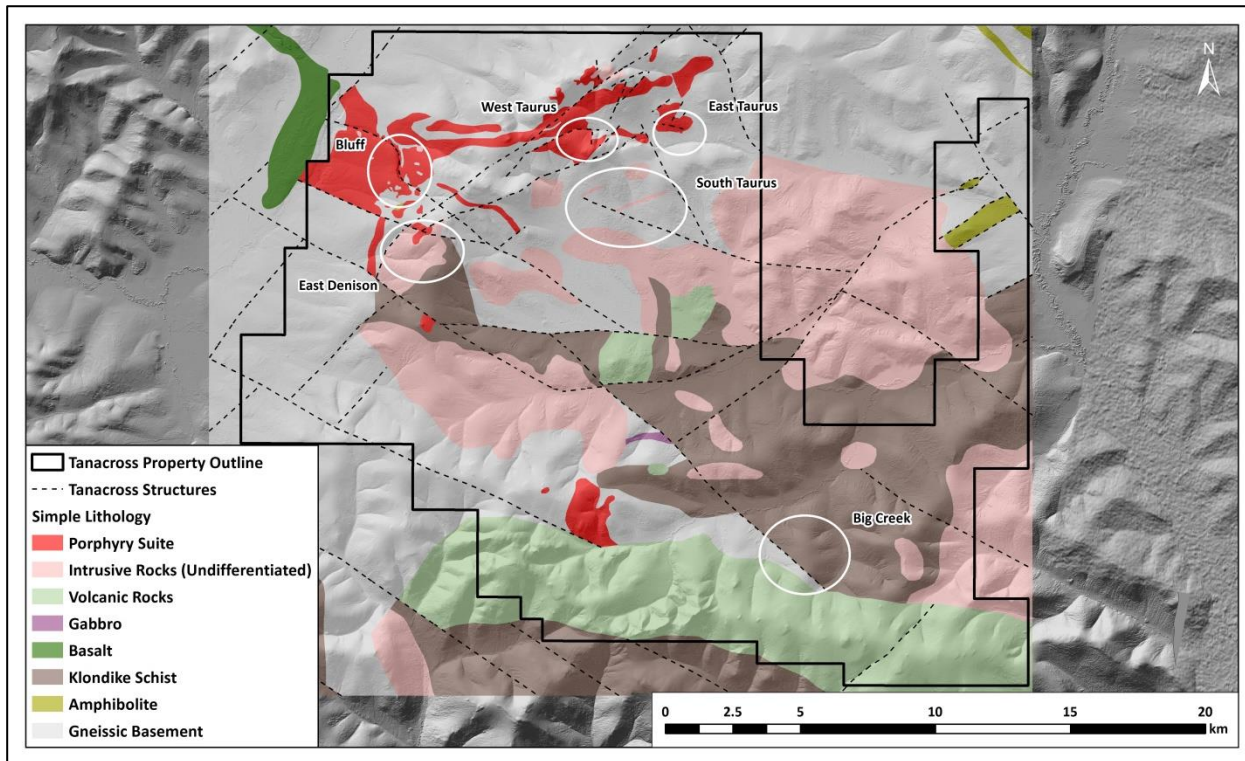 N
West Taurus
East Taurus
Bluff
South Taurus
East Denison
Big Creek
Tanacross Property Outline
Tanacross Structures
Simple Lithology
Porphyry Suite
Intrusive Rocks (Undifferentiated)
Volcanic Rocks
Gabbro
Basalt
Klondike Schist
Amphibolite
Gneissic Basement
0 2.5 5 10 15 20
km